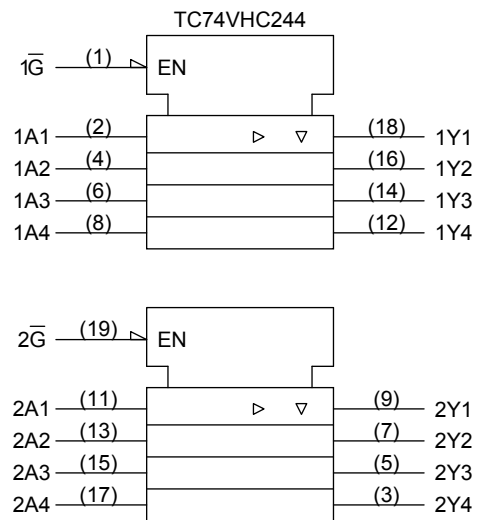 TC74VHC244
1G̅ (1) EN
1A1 (2) (18) 1Y1
1A2 (4) (16) 1Y2
1A3 (6) (14) 1Y3
1A4 (8) (12) 1Y4
2G̅ (19) EN
2A1 (11) (9) 2Y1
2A2 (13) (7) 2Y2
2A3 (15) (5) 2Y3
2A4 (17) (3) 2Y4